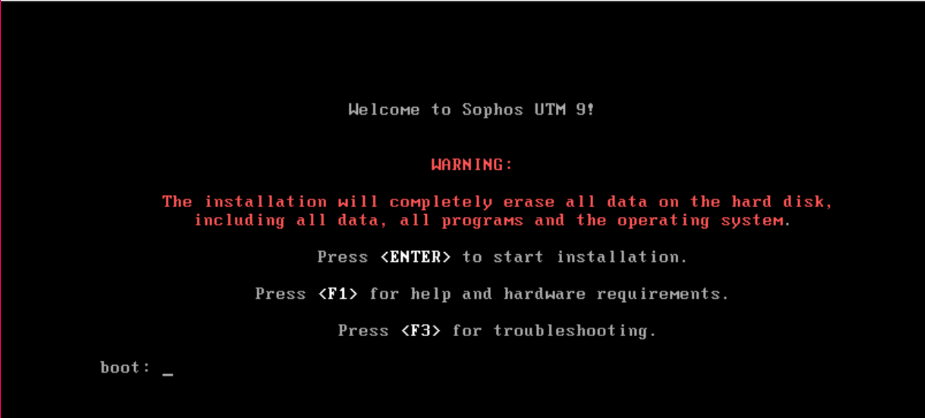 Welcome to Sophos UTM 9!
WARNING:
The installation will completely erase all data on the hard disk,
including all data, all programs and the operating system.
Press <ENTER> to start installation.
Press <F1> for help and hardware requirements.
Press <F3> for troubleshooting.
boot: _